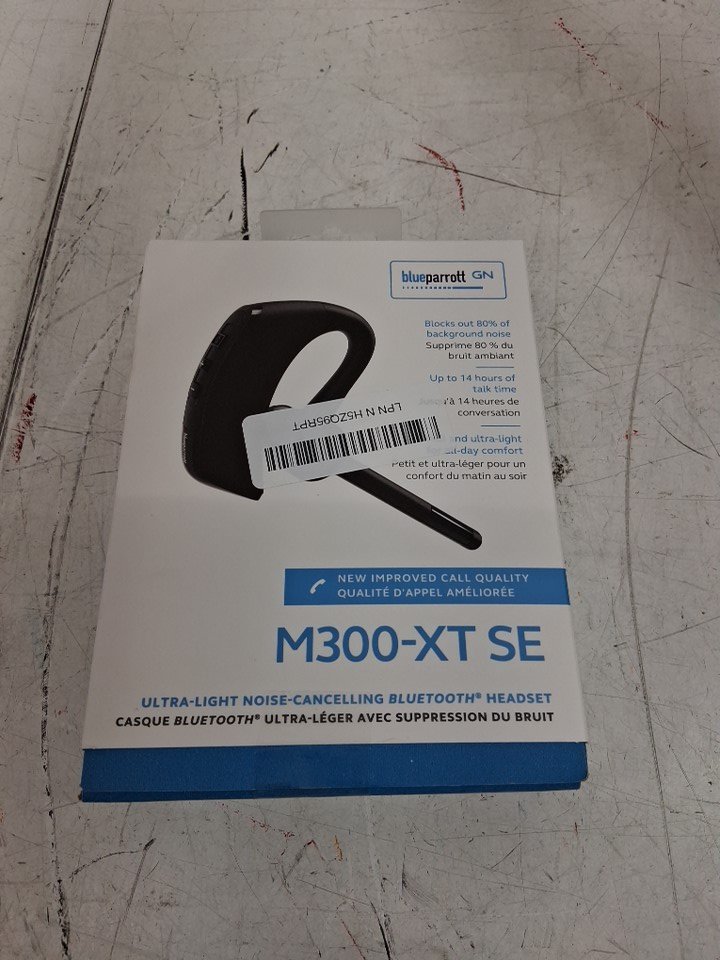 blueparrott GN
Blocks out 80% of
background noise
Supprime 80 % du
bruit ambiant
Up to 14 hours of
talk time
à 14 heures de
conversation
ultra-light
all-day comfort
Petit et ultra-léger pour un
confort du matin au soir
LPN N H5ZQ95RPT
NEW IMPROVED CALL QUALITY
QUALITÉ D'APPEL AMÉLIORÉE
M300-XT SE
ULTRA-LIGHT NOISE-CANCELLING BLUETOOTH® HEADSET
CASQUE BLUETOOTH® ULTRA-LÉGER AVEC SUPPRESSION DU BRUIT